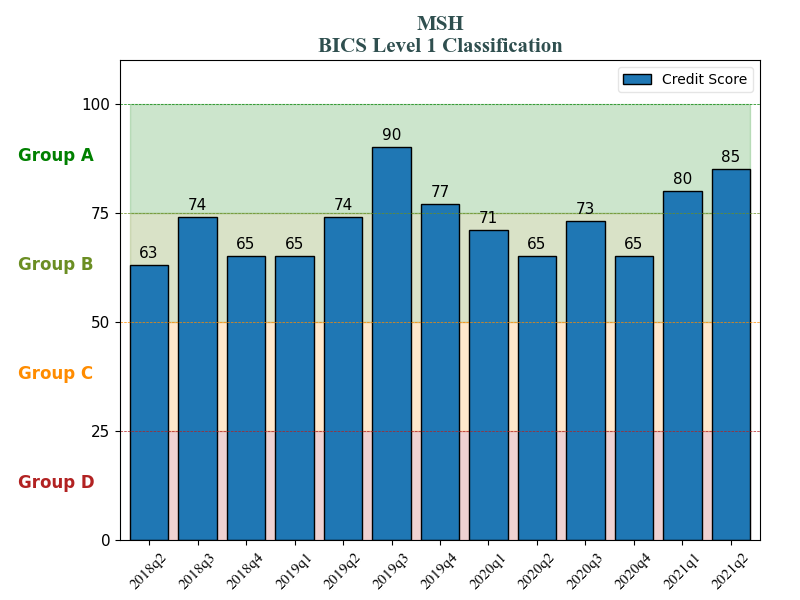 MSH
BICS Level 1 Classification
Credit Score
100
75
50
25
0
Group A
Group B
Group C
Group D
63
74
65
65
74
90
77
71
65
73
65
80
85
2018q2
2018q3
2018q4
2019q1
2019q2
2019q3
2019q4
2020q1
2020q2
2020q3
2020q4
2021q1
2021q2